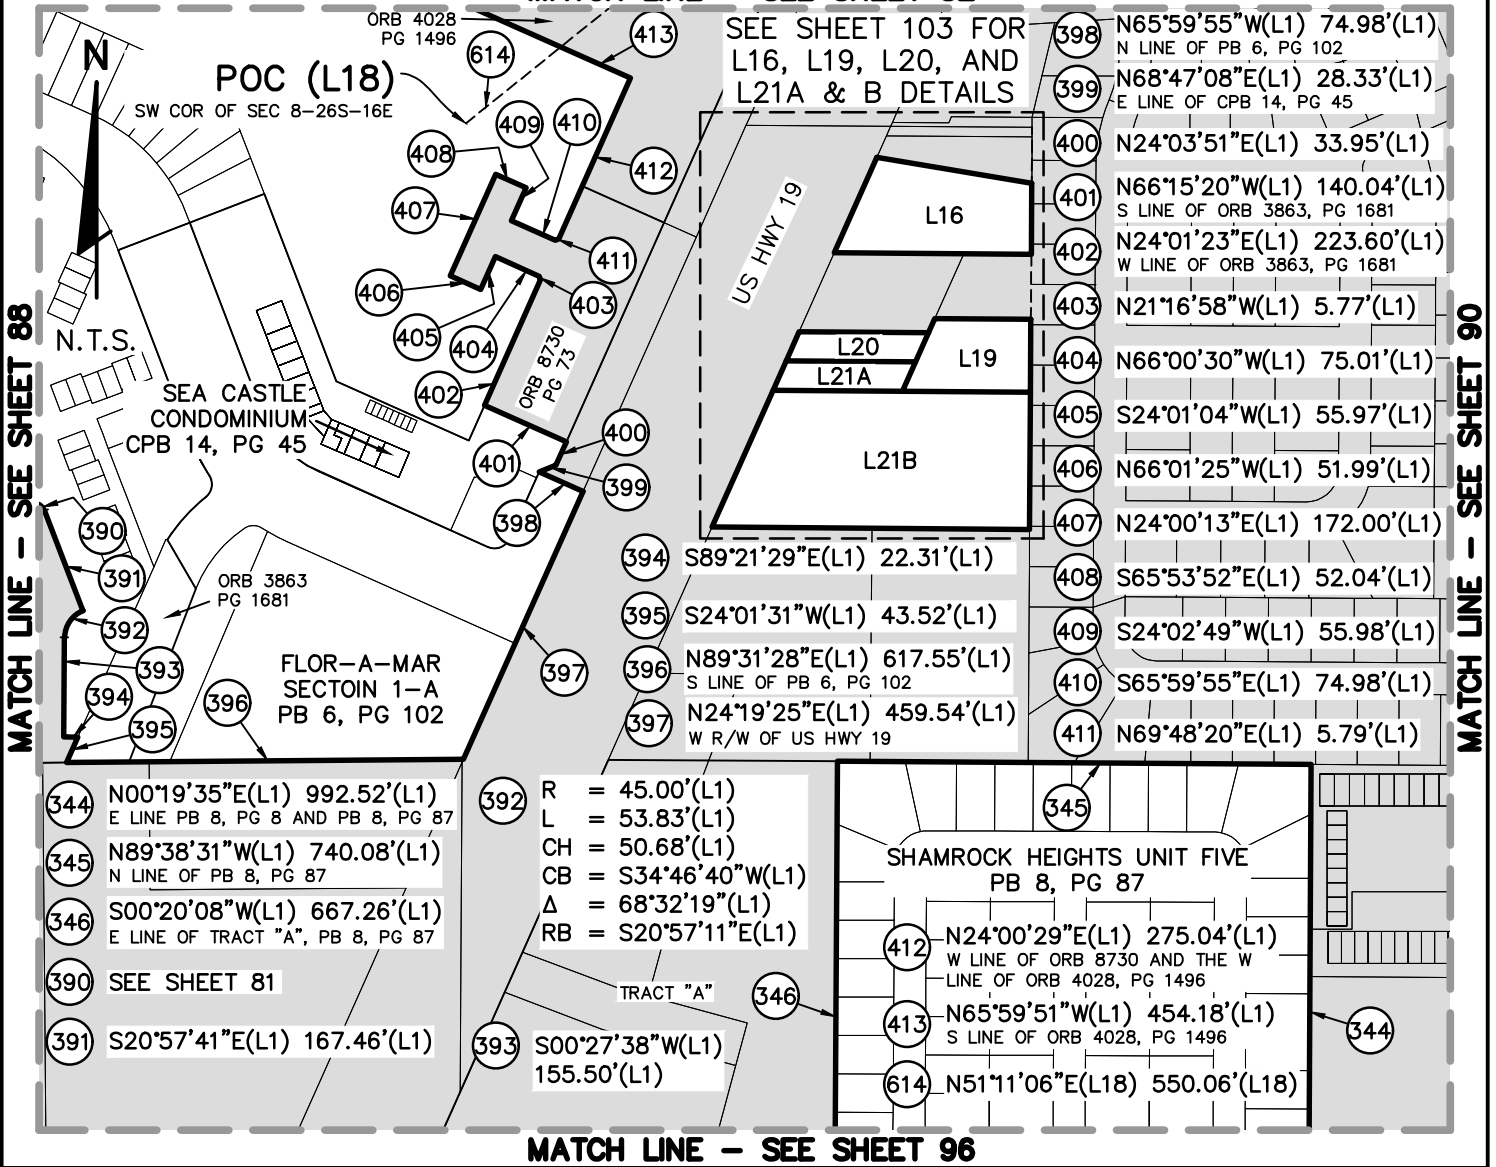 ORB 4028
PG 1496
413
614
POC (L18)
SW COR OF SEC 8-26S-16E
N
N.T.S.
408
409
410
412
407
411
406
403
405
404
402
ORB 8730
PG 73
SEA CASTLE
CONDOMINIUM
CPB 14, PG 45
400
401
399
398
390
391
ORB 3863
PG 1681
392
393
394
395
396
397
FLOR-A-MAR
SECTOIN 1-A
PB 6, PG 102
SEE SHEET 103 FOR
L16, L19, L20, AND
L21A & B DETAILS
US HWY 19
L16
L20
L19
L21A
L21B
394 S89°21'29"E(L1) 22.31'(L1)
395 S24°01'31"W(L1) 43.52'(L1)
396 N89°31'28"E(L1) 617.55'(L1)
S LINE OF PB 6, PG 102
397 N24°19'25"E(L1) 459.54'(L1)
W R/W OF US HWY 19
398 N65°59'55"W(L1) 74.98'(L1)
N LINE OF PB 6, PG 102
399 N68°47'08"E(L1) 28.33'(L1)
E LINE OF CPB 14, PG 45
400 N24°03'51"E(L1) 33.95'(L1)
401 N66°15'20"W(L1) 140.04'(L1)
S LINE OF ORB 3863, PG 1681
402 N24°01'23"E(L1) 223.60'(L1)
W LINE OF ORB 3863, PG 1681
403 N21°16'58"W(L1) 5.77'(L1)
404 N66°00'30"W(L1) 75.01'(L1)
405 S24°01'04"W(L1) 55.97'(L1)
406 N66°01'25"W(L1) 51.99'(L1)
407 N24°00'13"E(L1) 172.00'(L1)
408 S65°53'52"E(L1) 52.04'(L1)
409 S24°02'49"W(L1) 55.98'(L1)
410 S65°59'55"E(L1) 74.98'(L1)
411 N69°48'20"E(L1) 5.79'(L1)
344 N00°19'35"E(L1) 992.52'(L1)
E LINE PB 8, PG 8 AND PB 8, PG 87
345 N89°38'31"W(L1) 740.08'(L1)
N LINE OF PB 8, PG 87
346 S00°20'08"W(L1) 667.26'(L1)
E LINE OF TRACT "A", PB 8, PG 87
390 SEE SHEET 81
391 S20°57'41"E(L1) 167.46'(L1)
392 R = 45.00'(L1)
L = 53.83'(L1)
CH = 50.68'(L1)
CB = S34°46'40"W(L1)
Δ = 68°32'19"(L1)
RB = S20°57'11"E(L1)
TRACT "A"
393 S00°27'38"W(L1)
155.50'(L1)
345
SHAMROCK HEIGHTS UNIT FIVE
PB 8, PG 87
412 N24°00'29"E(L1) 275.04'(L1)
W LINE OF ORB 8730 AND THE W
LINE OF ORB 4028, PG 1496
346
413 N65°59'51"W(L1) 454.18'(L1)
S LINE OF ORB 4028, PG 1496
344
614 N51°11'06"E(L18) 550.06'(L18)
MATCH LINE - SEE SHEET 88
MATCH LINE - SEE SHEET 90
MATCH LINE - SEE SHEET 96